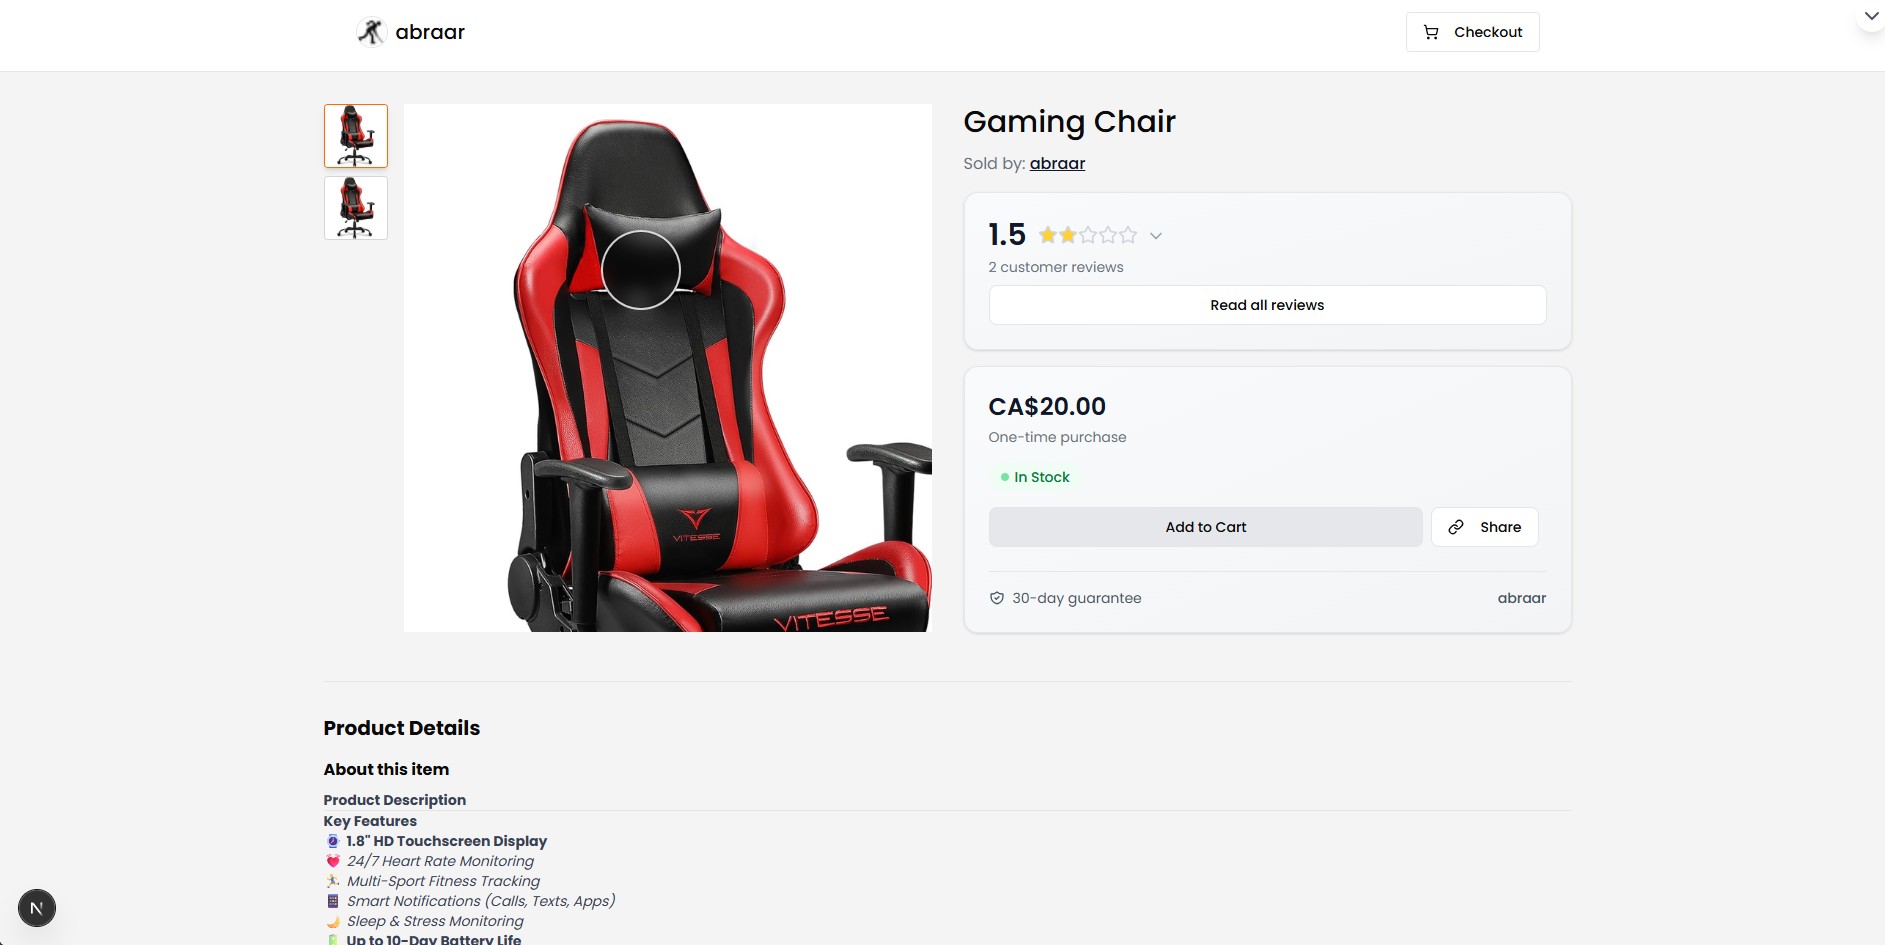 abraar
Checkout
Gaming Chair
Sold by: abraar
1.5
2 customer reviews
Read all reviews
CA$20.00
One-time purchase
In Stock
Add to Cart
Share
30-day guarantee
abraar
VITESSE
VITESSE
Product Details
About this item
Product Description
Key Features
⌚ 1.8" HD Touchscreen Display
💓 24/7 Heart Rate Monitoring
🏃 Multi-Sport Fitness Tracking
📱 Smart Notifications (Calls, Texts, Apps)
🌙 Sleep & Stress Monitoring
🔋 Up to 10-Day Battery Life
N